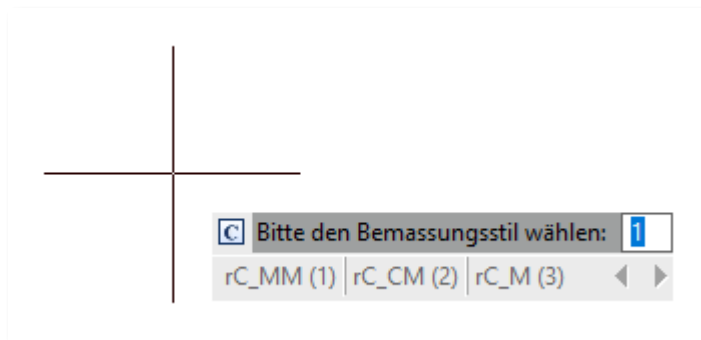 C Bitte den Bemassungsstil wählen: 1
rC_MM (1) rC_CM (2) rC_M (3)